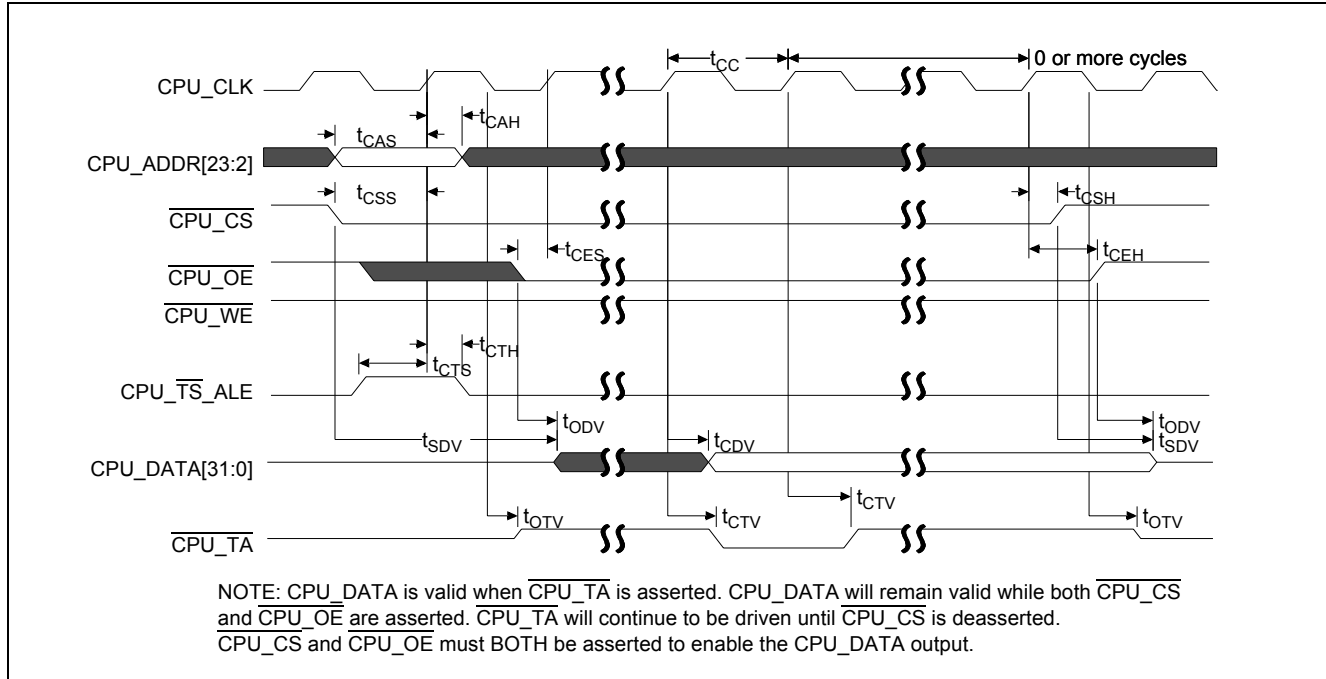 tCC
0 or more cycles
CPU_CLK
tCAH
tCAS
CPU_ADDR[23:2]
tCSS
tCSH
CPU_CS
tCES
tCEH
CPU_OE
CPU_WE
tCTH
tCTS
CPU_TS_ALE
tODV
tODV
tSDV
tCDV
tSDV
CPU_DATA[31:0]
tCTV
tOTV
tCTV
tOTV
CPU_TA
NOTE: CPU_DATA is valid when CPU_TA is asserted. CPU_DATA will remain valid while both CPU_CS
and CPU_OE are asserted. CPU_TA will continue to be driven until CPU_CS is deasserted.
CPU_CS and CPU_OE must BOTH be asserted to enable the CPU_DATA output.